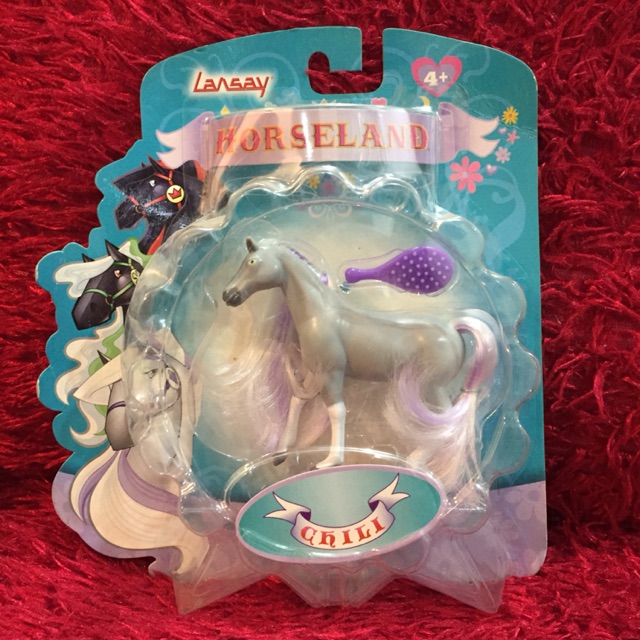 Lansay
4+
HORSELAND
CHILI